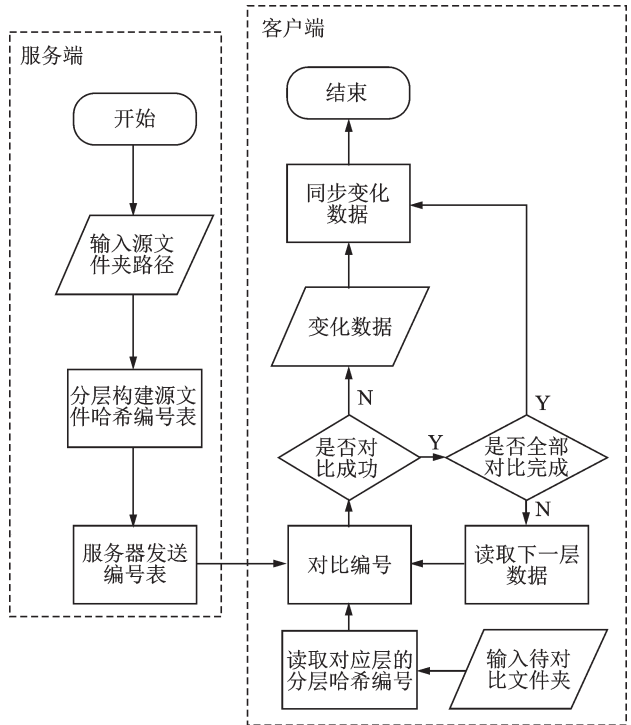 服务端
开始
输入源文
件夹路径
分层构建源文
件哈希编号表
服务器发送
编号表
客户端
结束
同步变化
数据
变化数据
N
Y
是否对
比成功
Y
是否全部
对比完成
N
对比编号
读取下一层
数据
读取对应层的
分层哈希编号
输入待对
比文件夹